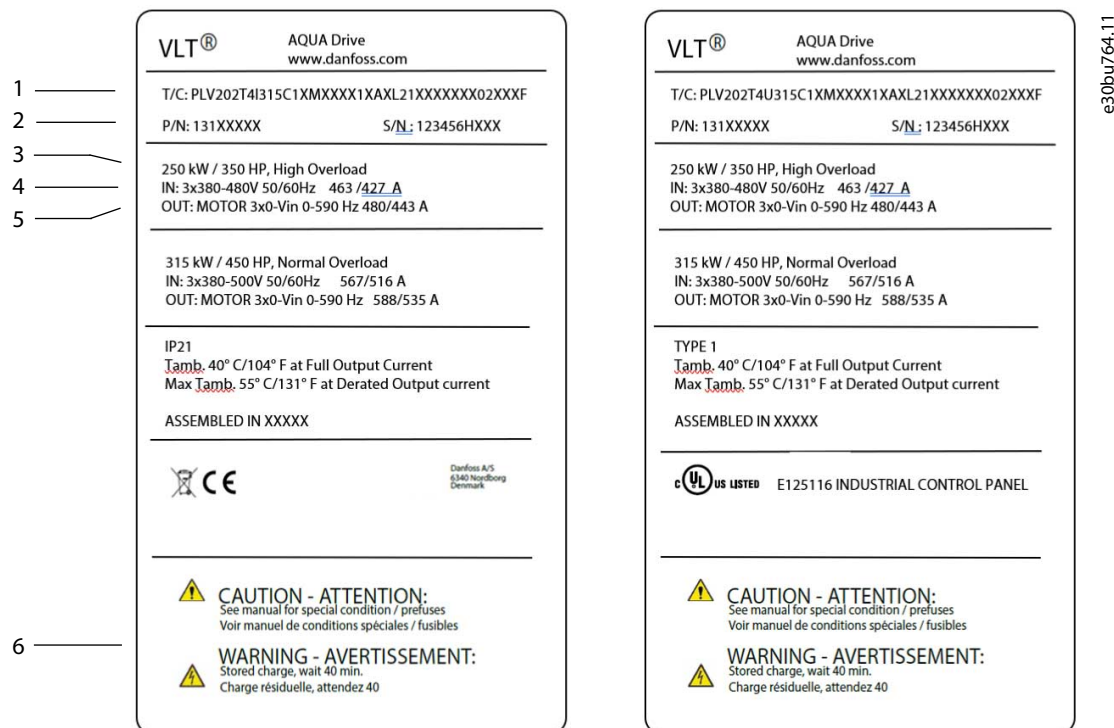 VLT® AQUA Drive
www.danfoss.com
1 T/C: PLV202T4I315C1XMXXXX1XAXL21XXXXXXX02XXXF
2 P/N: 131XXXXX S/N : 123456HXXX
3 250 kW / 350 HP, High Overload
4 IN: 3x380-480V 50/60Hz 463 /427 A
5 OUT: MOTOR 3x0-Vin 0-590 Hz 480/443 A
315 kW / 450 HP, Normal Overload
IN: 3x380-500V 50/60Hz 567/516 A
OUT: MOTOR 3x0-Vin 0-590 Hz 588/535 A
IP21
Tamb. 40° C/104° F at Full Output Current
Max Tamb. 55° C/131° F at Derated Output current
ASSEMBLED IN XXXXX
CE
Danfoss A/S
6340 Nordborg
Denmark
CAUTION - ATTENTION:
See manual for special condition / prefuses
Voir manuel de conditions spéciales / fusibles
6 WARNING - AVERTISSEMENT:
Stored charge, wait 40 min.
Charge résiduelle, attendez 40
VLT® AQUA Drive
www.danfoss.com
T/C: PLV202T4U315C1XMXXXX1XAXL21XXXXXXX02XXXF
P/N: 131XXXXX S/N : 123456HXXX
250 kW / 350 HP, High Overload
IN: 3x380-480V 50/60Hz 463 /427 A
OUT: MOTOR 3x0-Vin 0-590 Hz 480/443 A
315 kW / 450 HP, Normal Overload
IN: 3x380-500V 50/60Hz 567/516 A
OUT: MOTOR 3x0-Vin 0-590 Hz 588/535 A
TYPE 1
Tamb. 40° C/104° F at Full Output Current
Max Tamb. 55° C/131° F at Derated Output current
ASSEMBLED IN XXXXX
c UL US LISTED E125116 INDUSTRIAL CONTROL PANEL
CAUTION - ATTENTION:
See manual for special condition / prefuses
Voir manuel de conditions spéciales / fusibles
WARNING - AVERTISSEMENT:
Stored charge, wait 40 min.
Charge résiduelle, attendez 40
e30bu764.11